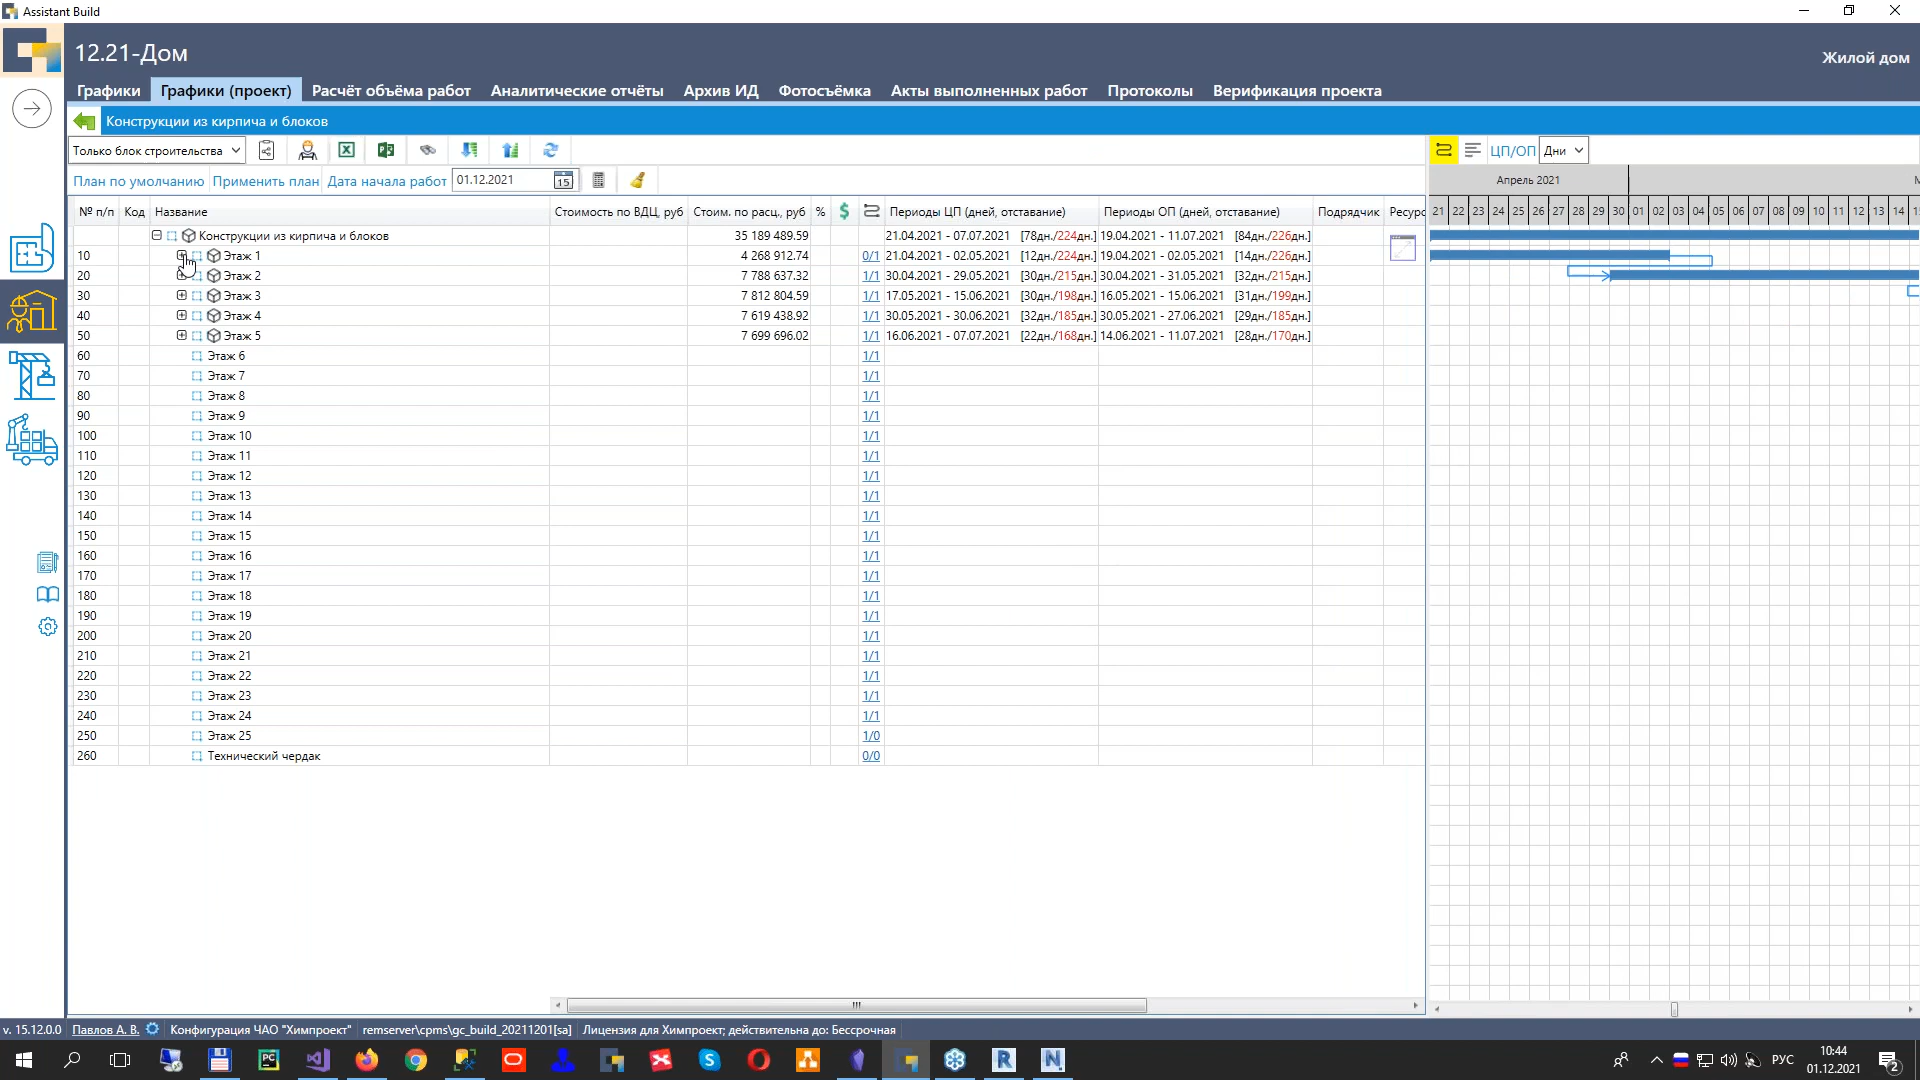 Assistant Build
12.21-Дом
Жилой дом
Графики Графики (проект) Расчёт объёма работ Аналитические отчёты Архив ИД Фотосъёмка Акты выполненных работ Протоколы Верификация проекта
Конструкции из кирпича и блоков
Только блок строительства ЦП/ОП Дни
План по умолчанию Применить план Дата начала работ 01.12.2021 15
Апрель 2021
№ п/п Код Название Стоимость по ВДЦ, руб Стоим. по расц., руб % $ Периоды ЦП (дней, отставание) Периоды ОП (дней, отставание) Подрядчик Ресурс 21 22 23 24 25 26 27 28 29 30 01 02 03 04 05 06 07 08 09 10 11 12 13 14
Конструкции из кирпича и блоков 35 189 489.59 21.04.2021 - 07.07.2021 [78дн./224дн.] 19.04.2021 - 11.07.2021 [84дн./226дн.]
10 Этаж 1 4 268 912.74 0/1 21.04.2021 - 02.05.2021 [12дн./224дн.] 19.04.2021 - 02.05.2021 [14дн./226дн.]
20 Этаж 2 7 788 637.32 1/1 30.04.2021 - 29.05.2021 [30дн./215дн.] 30.04.2021 - 31.05.2021 [32дн./215дн.]
30 Этаж 3 7 812 804.59 1/1 17.05.2021 - 15.06.2021 [30дн./198дн.] 16.05.2021 - 15.06.2021 [31дн./199дн.]
40 Этаж 4 7 619 438.92 1/1 30.05.2021 - 30.06.2021 [32дн./185дн.] 30.05.2021 - 27.06.2021 [29дн./185дн.]
50 Этаж 5 7 699 696.02 1/1 16.06.2021 - 07.07.2021 [22дн./168дн.] 14.06.2021 - 11.07.2021 [28дн./170дн.]
60 Этаж 6 1/1
70 Этаж 7 1/1
80 Этаж 8 1/1
90 Этаж 9 1/1
100 Этаж 10 1/1
110 Этаж 11 1/1
120 Этаж 12 1/1
130 Этаж 13 1/1
140 Этаж 14 1/1
150 Этаж 15 1/1
160 Этаж 16 1/1
170 Этаж 17 1/1
180 Этаж 18 1/1
190 Этаж 19 1/1
200 Этаж 20 1/1
210 Этаж 21 1/1
220 Этаж 22 1/1
230 Этаж 23 1/1
240 Этаж 24 1/1
250 Этаж 25 1/0
260 Технический чердак 0/0
v. 15.12.0.0 Павлов А. В. Конфигурация ЧАО "Химпроект" remserver\cpms\gc_build_20211201[sa] Лицензия для Химпроект; действительна до: Бессрочная
РУС 10:44
01.12.2021
2